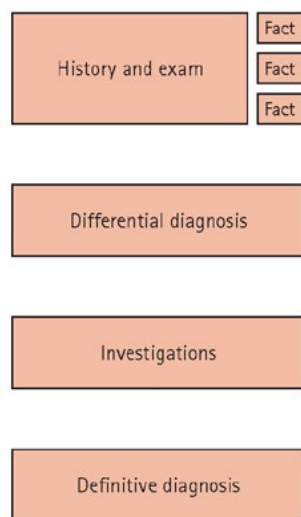 History and exam
Fact
Fact
Fact
Differential diagnosis
Investigations
Definitive diagnosis